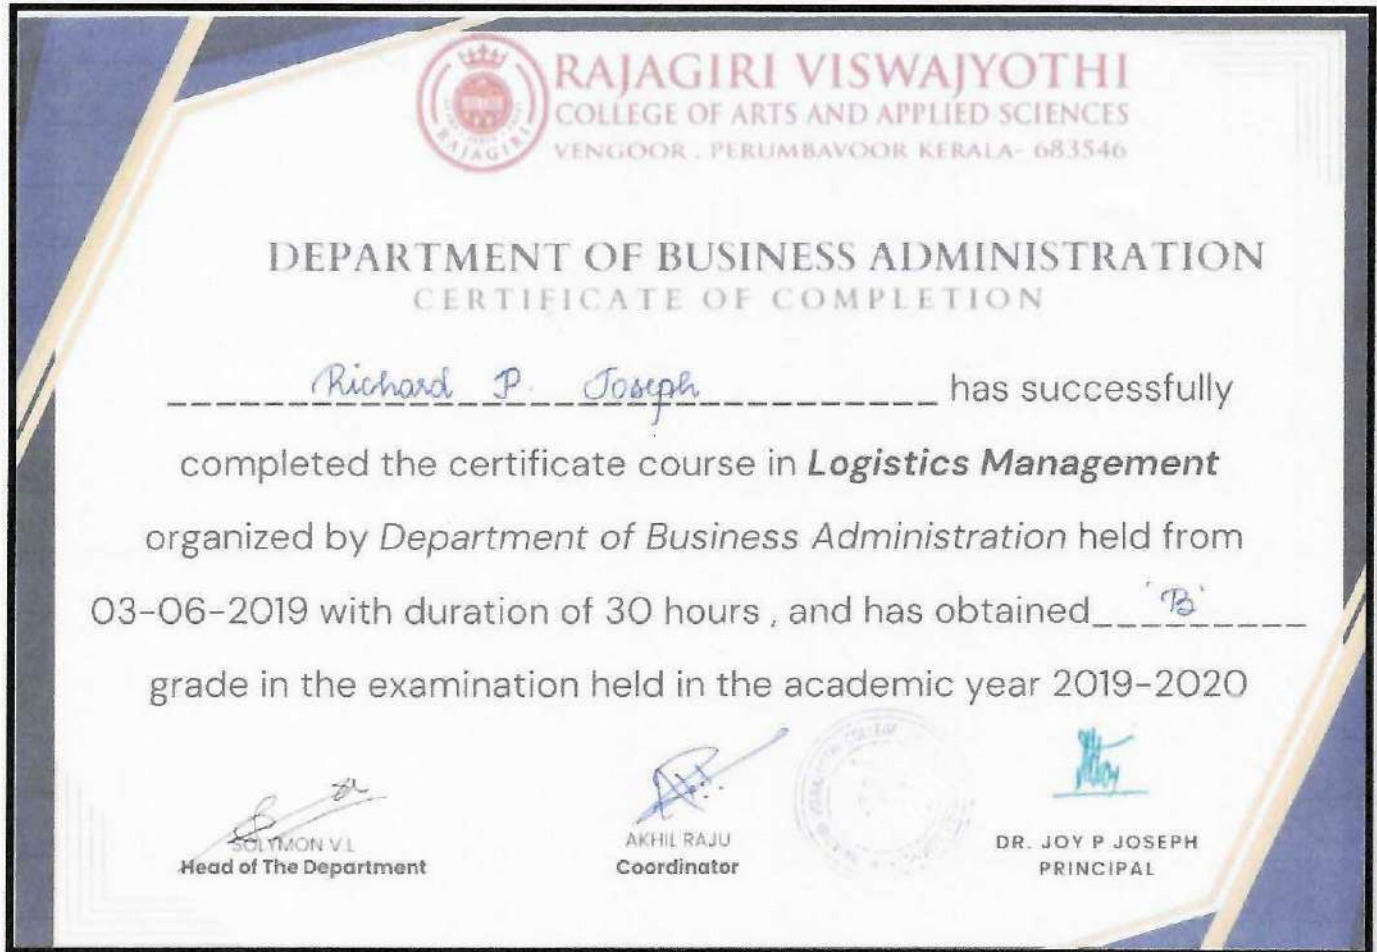 RAJAGIRI VISWAJYOTHI
COLLEGE OF ARTS AND APPLIED SCIENCES
VENGOOR . PERUMBAVOOR KERALA- 683546
RAJAGIRI
DEPARTMENT OF BUSINESS ADMINISTRATION
CERTIFICATE OF COMPLETION
Richard P. Joseph has successfully
completed the certificate course in Logistics Management
organized by Department of Business Administration held from
03-06-2019 with duration of 30 hours , and has obtained 'B'
grade in the examination held in the academic year 2019-2020
SOLYMON V.L
Head of The Department
AKHIL RAJU
Coordinator
DR. JOY P JOSEPH
PRINCIPAL